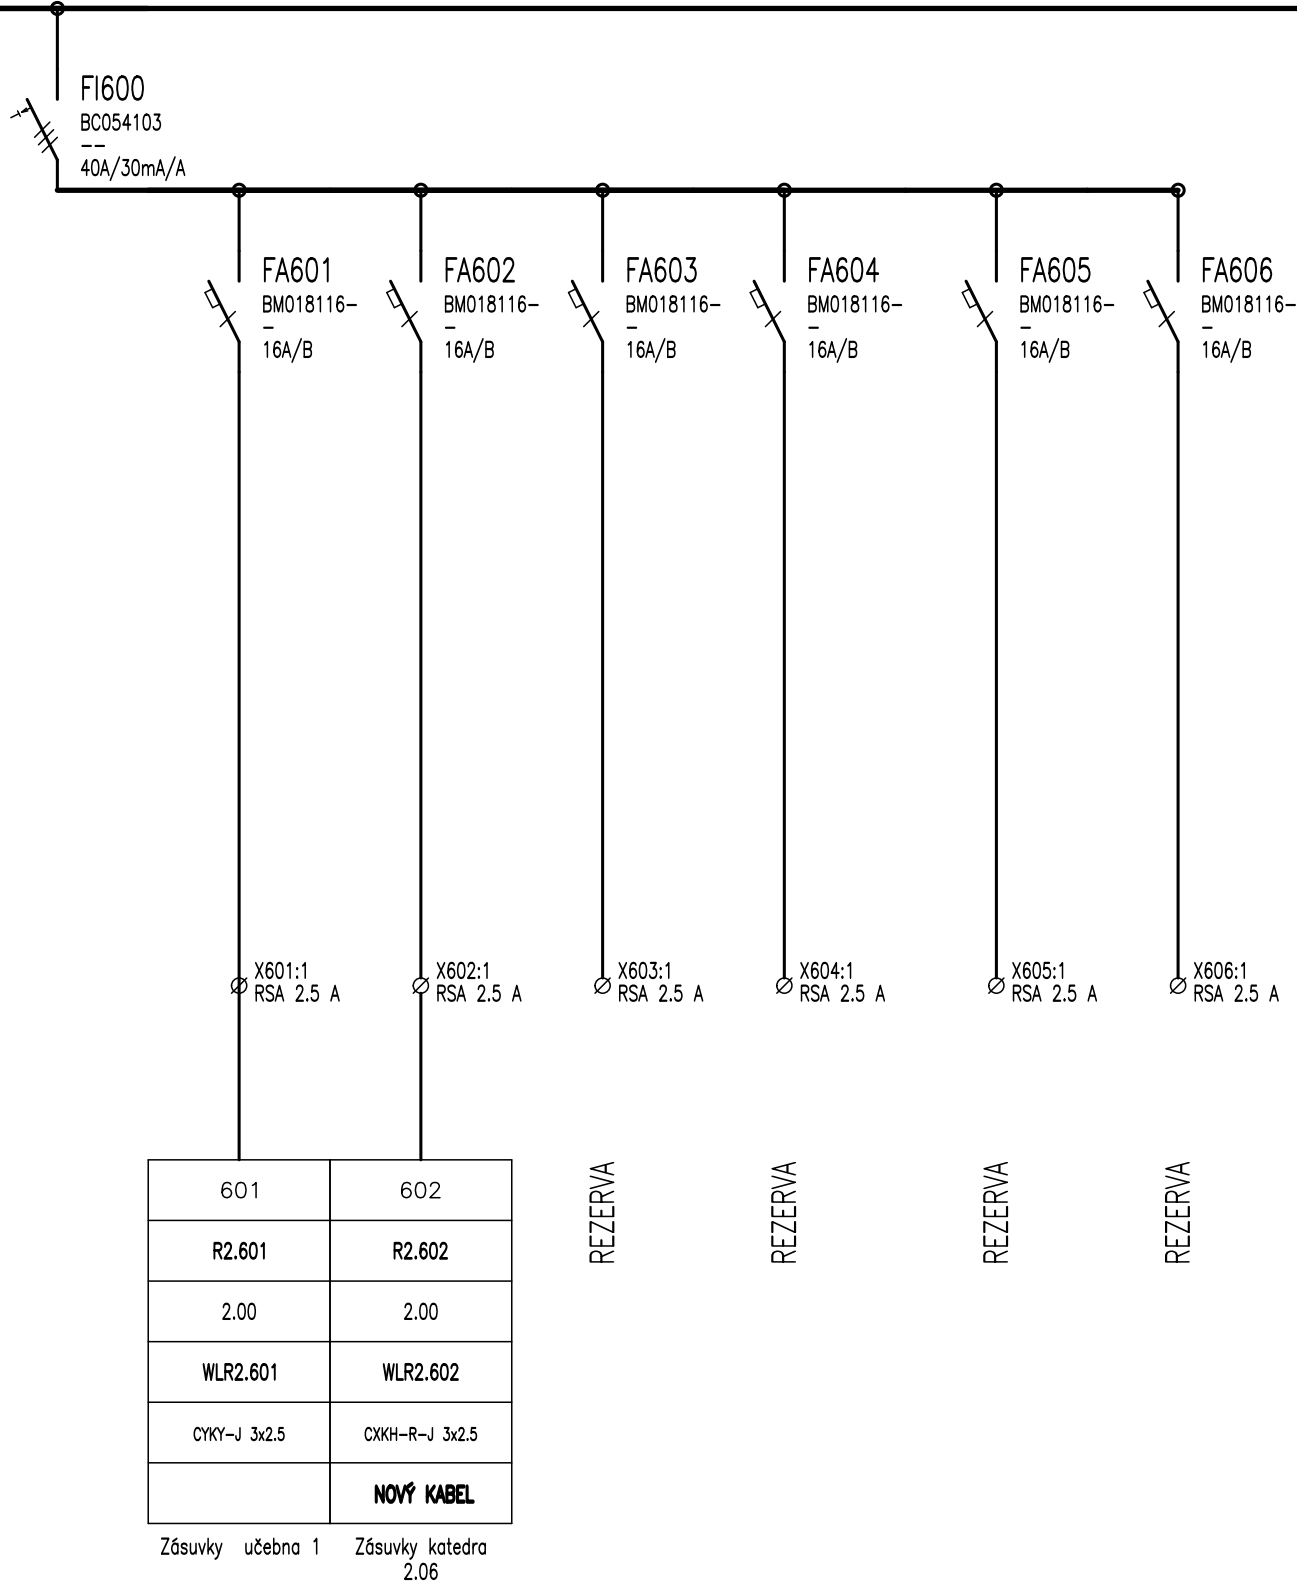 FI600
BC054103
--
40A/30mA/A
FA601
BM018116-
-
16A/B
FA602
BM018116-
-
16A/B
FA603
BM018116-
-
16A/B
FA604
BM018116-
-
16A/B
FA605
BM018116-
-
16A/B
FA606
BM018116-
-
16A/B
X601:1
RSA 2.5 A
X602:1
RSA 2.5 A
X603:1
RSA 2.5 A
X604:1
RSA 2.5 A
X605:1
RSA 2.5 A
X606:1
RSA 2.5 A
601
R2.601
2.00
WLR2.601
CYKY-J 3x2.5
Zásuvky učebna 1
602
R2.602
2.00
WLR2.602
CXKH-R-J 3x2.5
NOVÝ KABEL
Zásuvky katedra
2.06
REZERVA
REZERVA
REZERVA
REZERVA